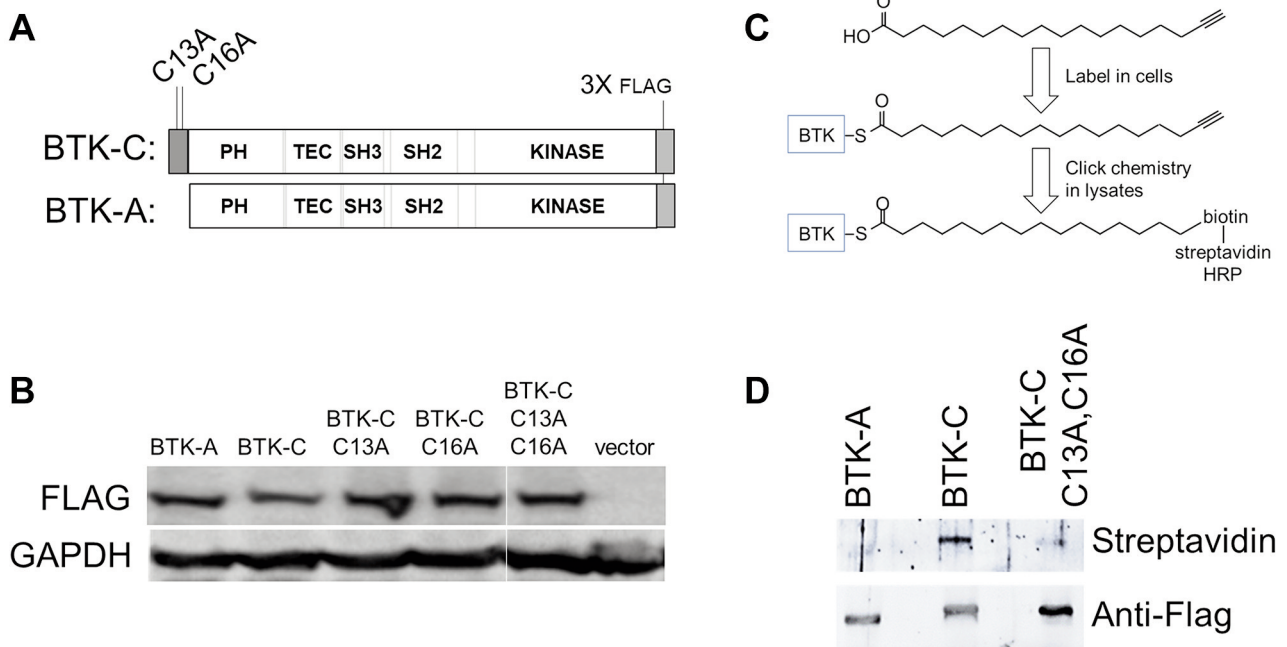 A
C13A
C16A
3X FLAG
BTK-C:
PH TEC SH3 SH2 KINASE
BTK-A:
PH TEC SH3 SH2 KINASE
B
BTK-A BTK-C BTK-C C13A BTK-C C16A BTK-C C13A C16A vector
FLAG
GAPDH
C
O
HO
Label in cells
O
BTK S
Click chemistry
in lysates
O
BTK S
biotin
streptavidin
HRP
D
BTK-A
BTK-C
BTK-C
C13A,C16A
Streptavidin
Anti-Flag